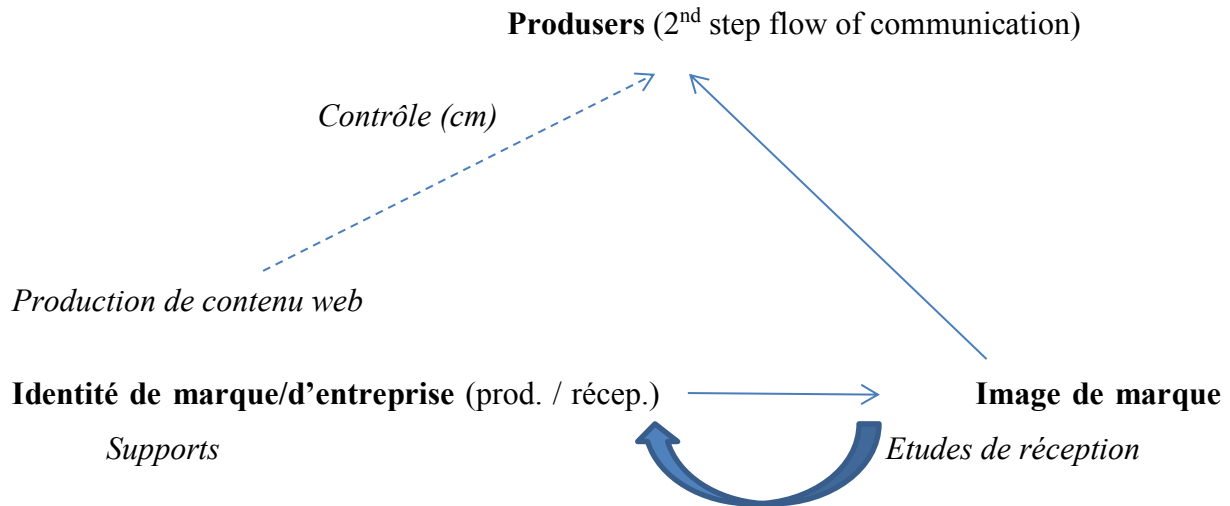 Produsers (2nd step flow of communication)
Contrôle (cm)
Production de contenu web
Identité de marque/d’entreprise (prod. / récep.) Image de marque
Supports Etudes de réception